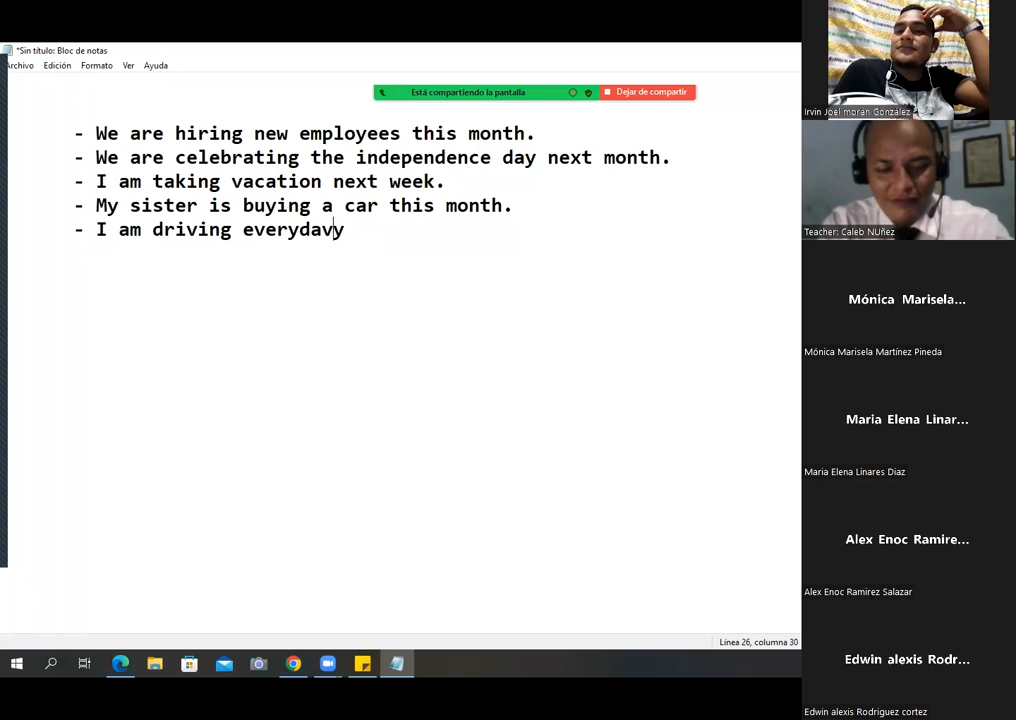 *Sin título: Bloc de notas
Archivo Edición Formato Ver Ayuda
Está compartiendo la pantalla
Dejar de compartir
- We are hiring new employees this month.
- We are celebrating the independence day next month.
- I am taking vacation next week.
- My sister is buying a car this month.
- I am driving everydavy
Línea 26, columna 30
Irvin Joel moran González
Teacher: Caleb NUñez
Mónica Marisela...
Mónica Marisela Martínez Pineda
Maria Elena Linar...
Maria Elena Linares Diaz
Alex Enoc Ramire...
Alex Enoc Ramirez Salazar
Edwin alexis Rodr...
Edwin alexis Rodriguez cortez